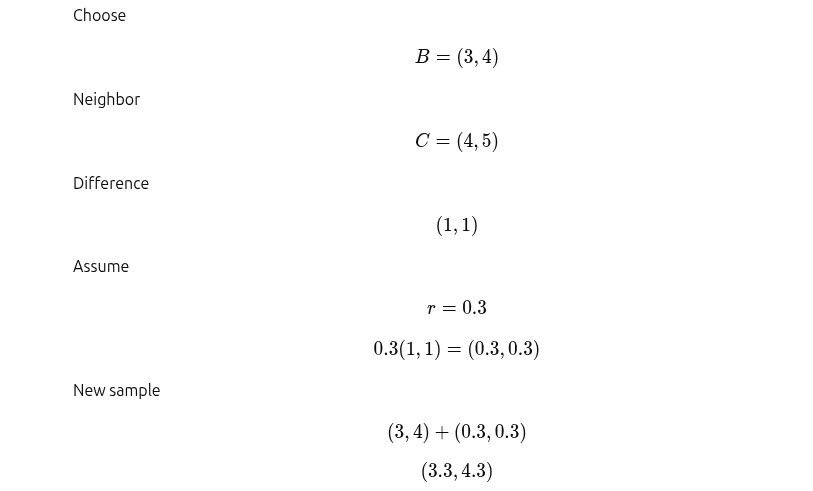 Choose
B = (3, 4)
Neighbor
C = (4, 5)
Difference
(1, 1)
Assume
r = 0.3
0.3(1, 1) = (0.3, 0.3)
New sample
(3, 4) + (0.3, 0.3)
(3.3, 4.3)